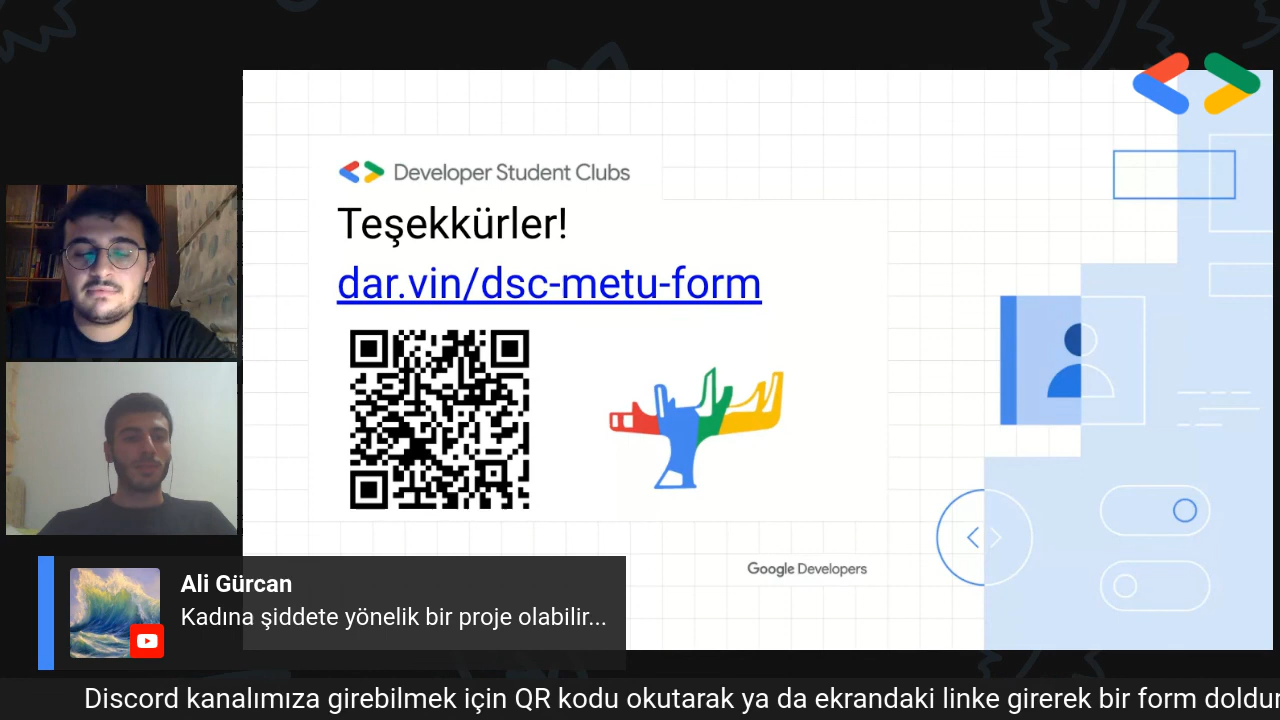 Developer Student Clubs
Teşekkürler!
dar.vin/dsc-metu-form
Google Developers
Ali Gürcan
Kadına şiddete yönelik bir proje olabilir...
Discord kanalımıza girebilmek için QR kodu okutarak ya da ekrandaki linke girerek bir form doldur